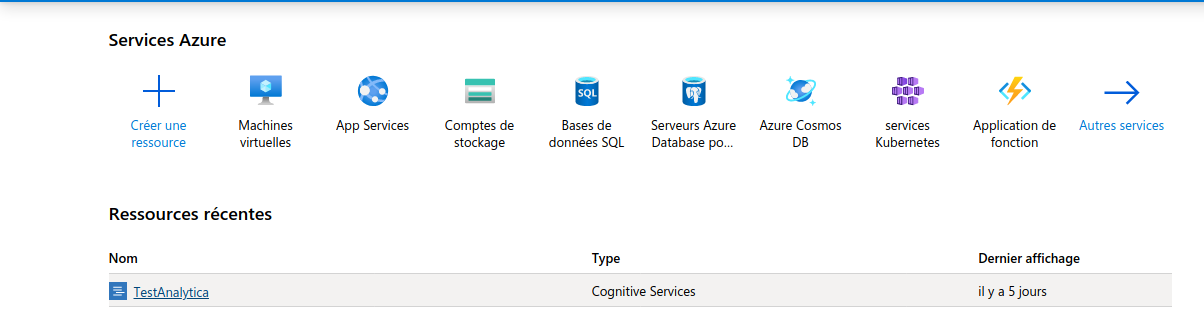 Services Azure
Créer une ressource
Machines virtuelles
App Services
Comptes de stockage
SQL
Bases de données SQL
Serveurs Azure Database po...
Azure Cosmos DB
services Kubernetes
Application de fonction
Autres services
Ressources récentes
Nom Type Dernier affichage
TestAnalytica Cognitive Services il y a 5 jours